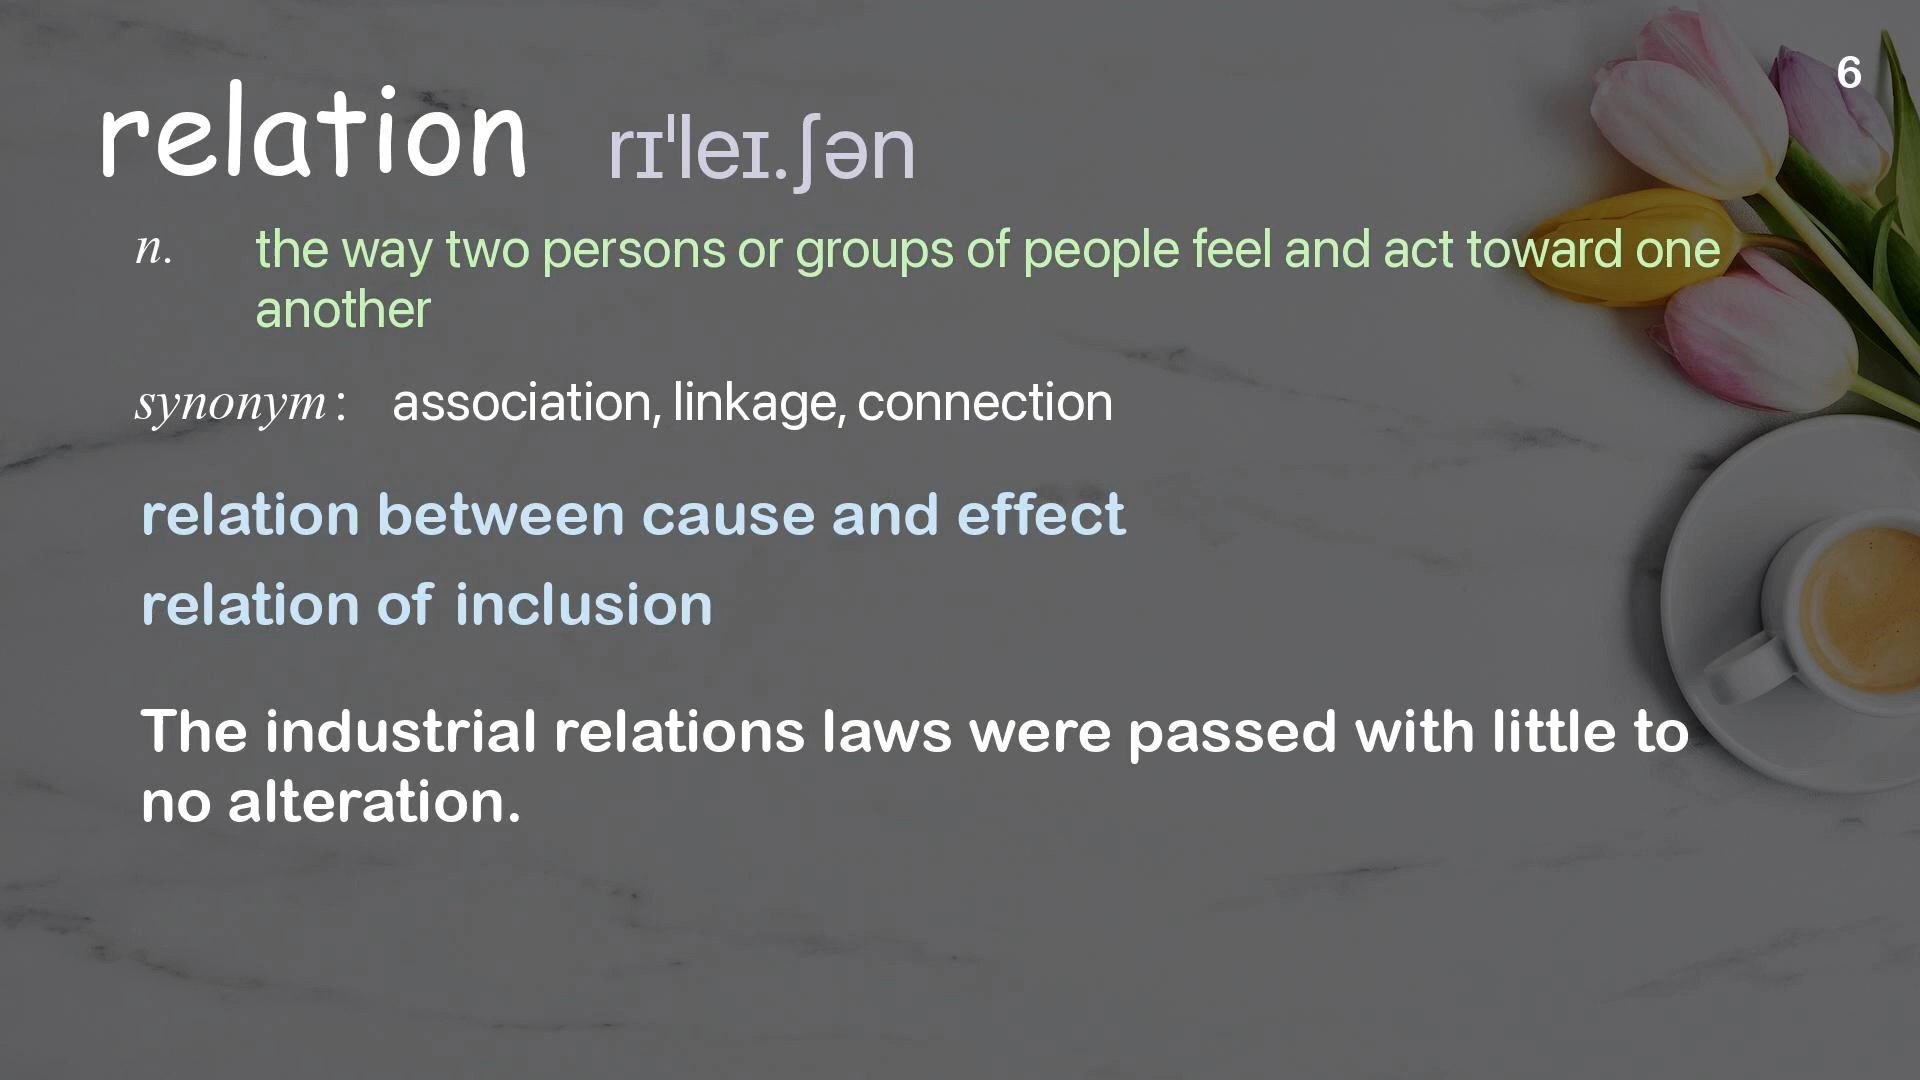 6
relation rɪˈleɪ.ʃən
n. the way two persons or groups of people feel and act toward one
another
synonym: association, linkage, connection
relation between cause and effect
relation of inclusion
The industrial relations laws were passed with little to
no alteration.